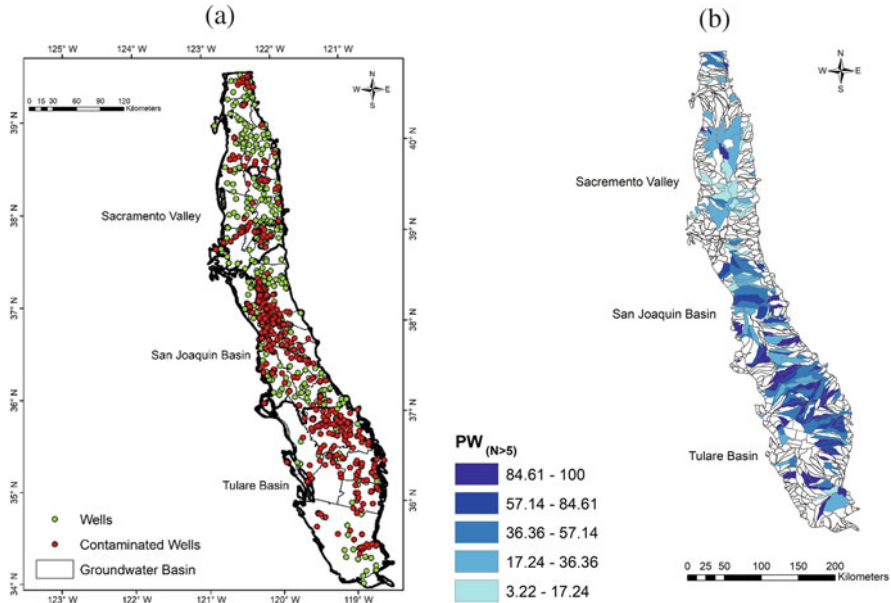 (a)
(b)
125° W 124° W 123° W 122° W 121° W
N
W E
S
0 15 30 60 90 120
Kilometers
39° N
38° N
37° N
36° N
35° N
34° N
40° N
39° N
38° N
37° N
36° N
Sacramento Valley
San Joaquin Basin
Tulare Basin
Wells
Contaminated Wells
Groundwater Basin
123° W 122° W 121° W 120° W 119° W
N
W E
S
Sacremento Valley
San Joaquin Basin
Tulare Basin
PW (N>5)
84.61 - 100
57.14 - 84.61
36.36 - 57.14
17.24 - 36.36
3.22 - 17.24
0 25 50 100 150 200
Kilometers